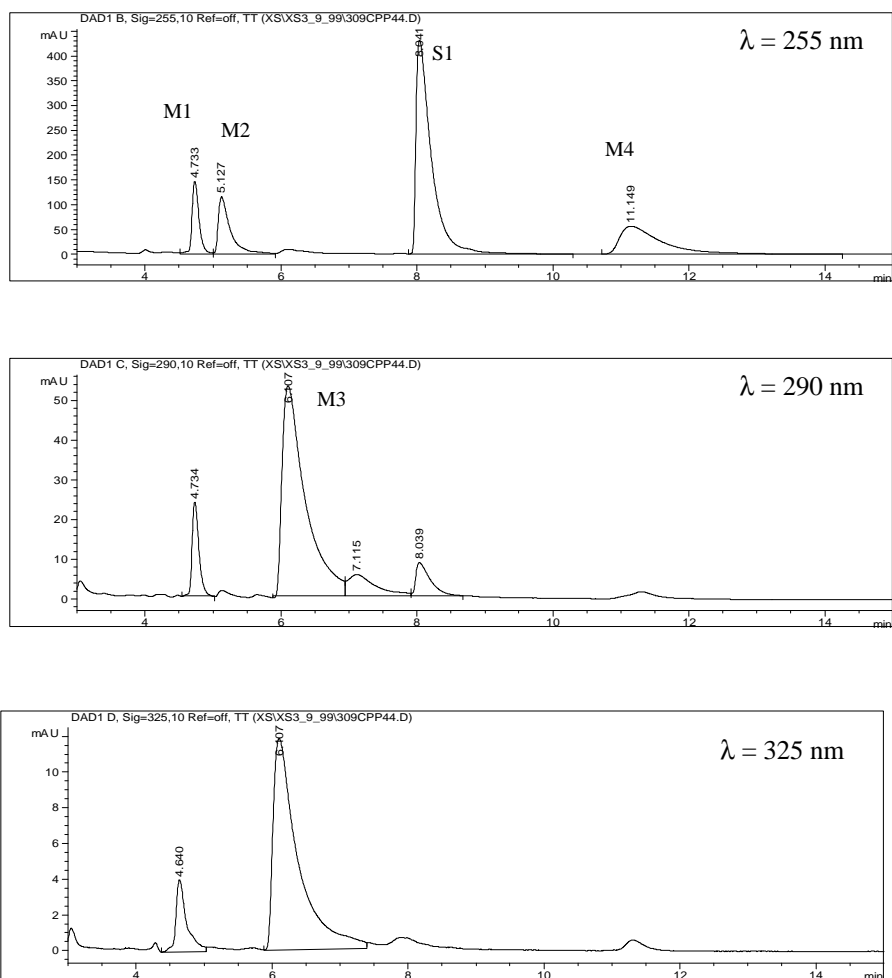 DAD1 B, Sig=255,10 Ref=off, TT (XS\XS3_9_99\309CPP44.D)
mAU
λ = 255 nm
400
350
300
250
200
150
100
50
0
M1
4.733
M2
5.127
8.041
S1
M4
11.149
4 6 8 10 12 14 min
DAD1 C, Sig=290,10 Ref=off, TT (XS\XS3_9_99\309CPP44.D)
mAU
λ = 290 nm
50
40
30
20
10
0
4.734
6.107
M3
7.115
8.039
4 6 8 10 12 14 min
DAD1 D, Sig=325,10 Ref=off, TT (XS\XS3_9_99\309CPP44.D)
mAU
λ = 325 nm
10
8
6
4
2
0
4.640
6.107
4 6 8 10 12 14 min